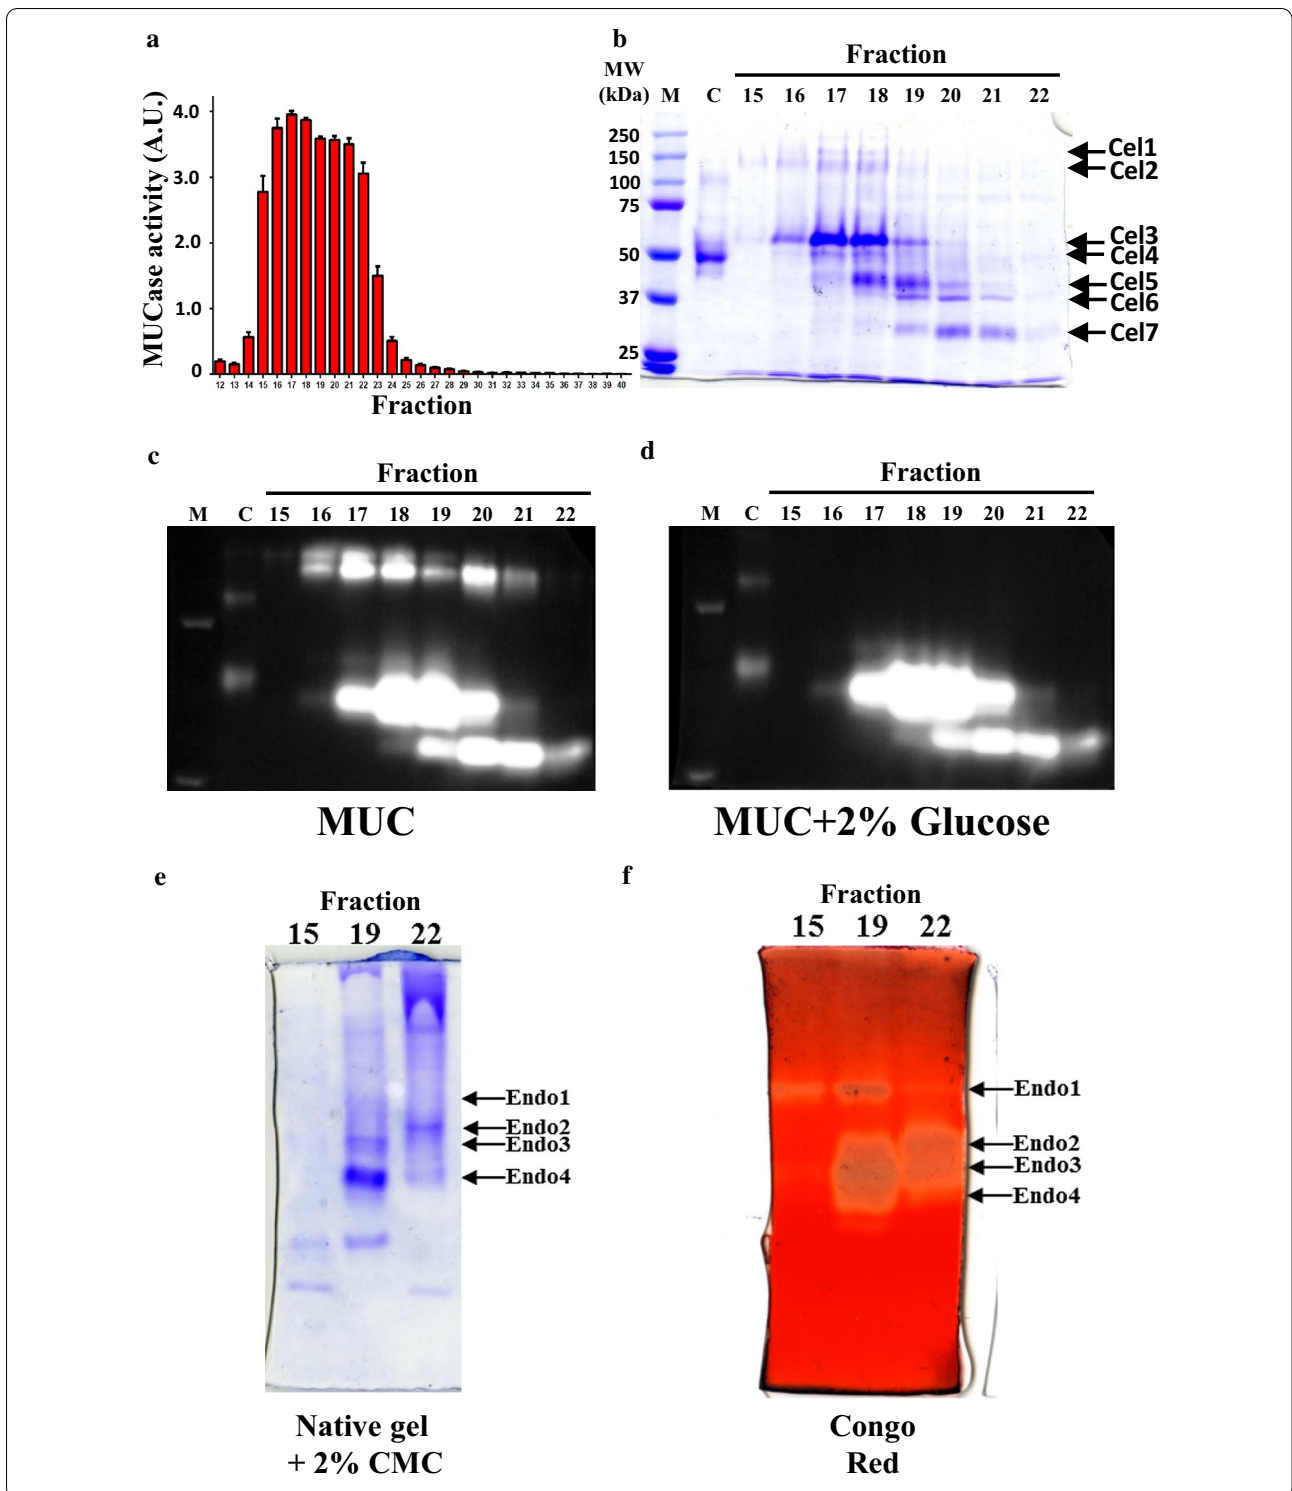 a
MUCase activity (A.U.)
4.0
3.0
2.0
1.0
0
12 13 14 15 16 17 18 19 20 21 22 23 24 25 26 27 28 29 30 31 32 33 34 35 36 37 38 39 40
Fraction
b
Fraction
MW
(kDa) M C 15 16 17 18 19 20 21 22
250
150
100
75
50
37
25
Cel1
Cel2
Cel3
Cel4
Cel5
Cel6
Cel7
c
Fraction
M C 15 16 17 18 19 20 21 22
MUC
d
Fraction
M C 15 16 17 18 19 20 21 22
MUC+2% Glucose
e
Fraction
15 19 22
Endo1
Endo2
Endo3
Endo4
Native gel
+ 2% CMC
f
Fraction
15 19 22
Endo1
Endo2
Endo3
Endo4
Congo
Red